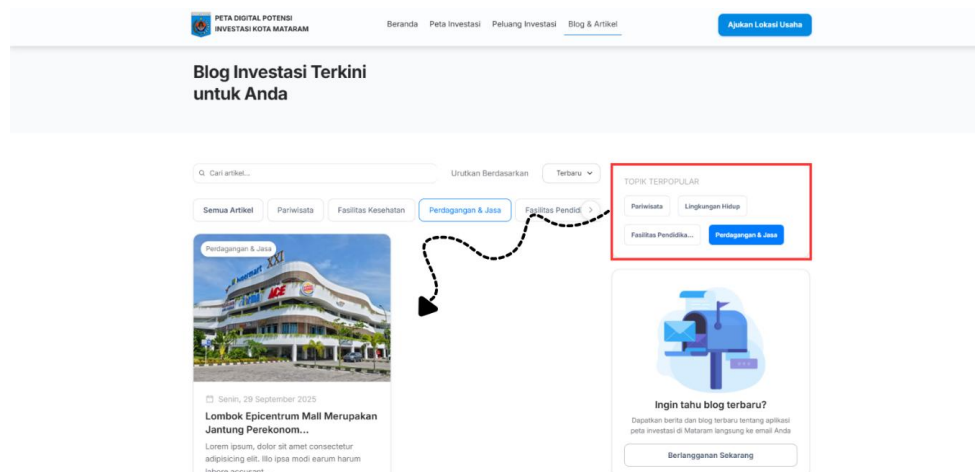 PETA DIGITAL POTENSI
INVESTASI KOTA MATARAM
Beranda
Peta Investasi
Peluang Investasi
Blog & Artikel
Ajukan Lokasi Usaha
Blog Investasi Terkini
untuk Anda
Cari artikel...
Urutkan Berdasarkan
Terbaru
Semua Artikel
Pariwisata
Fasilitas Kesehatan
Perdagangan & Jasa
Fasilitas Pendidi
TOPIK TERPOPULAR
Pariwisata
Lingkungan Hidup
Fasilitas Pendidika...
Perdagangan & Jasa
Perdagangan & Jasa
XXI
ACE
Senin, 29 September 2025
Lombok Epicentrum Mall Merupakan
Jantung Perekonom...
Lorem ipsum, dolor sit amet consectetur
adipisicing elit. Illo ipsa modi earum harum
labore accusant
Ingin tahu blog terbaru?
Dapatkan berita dan blog terbaru tentang aplikasi
peta investasi di Mataram langsung ke email Anda
Berlangganan Sekarang